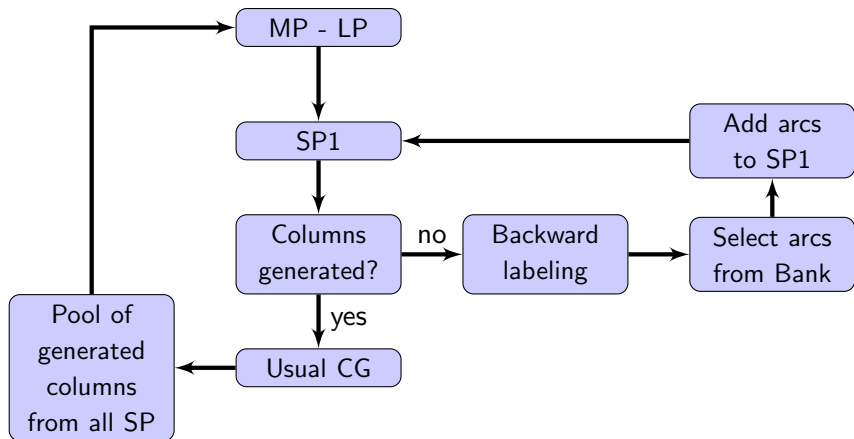 MP - LP
SP1
Add arcs
to SP1
Columns
generated?
no
Backward
labeling
Select arcs
from Bank
yes
Pool of
generated
columns
from all SP
Usual CG